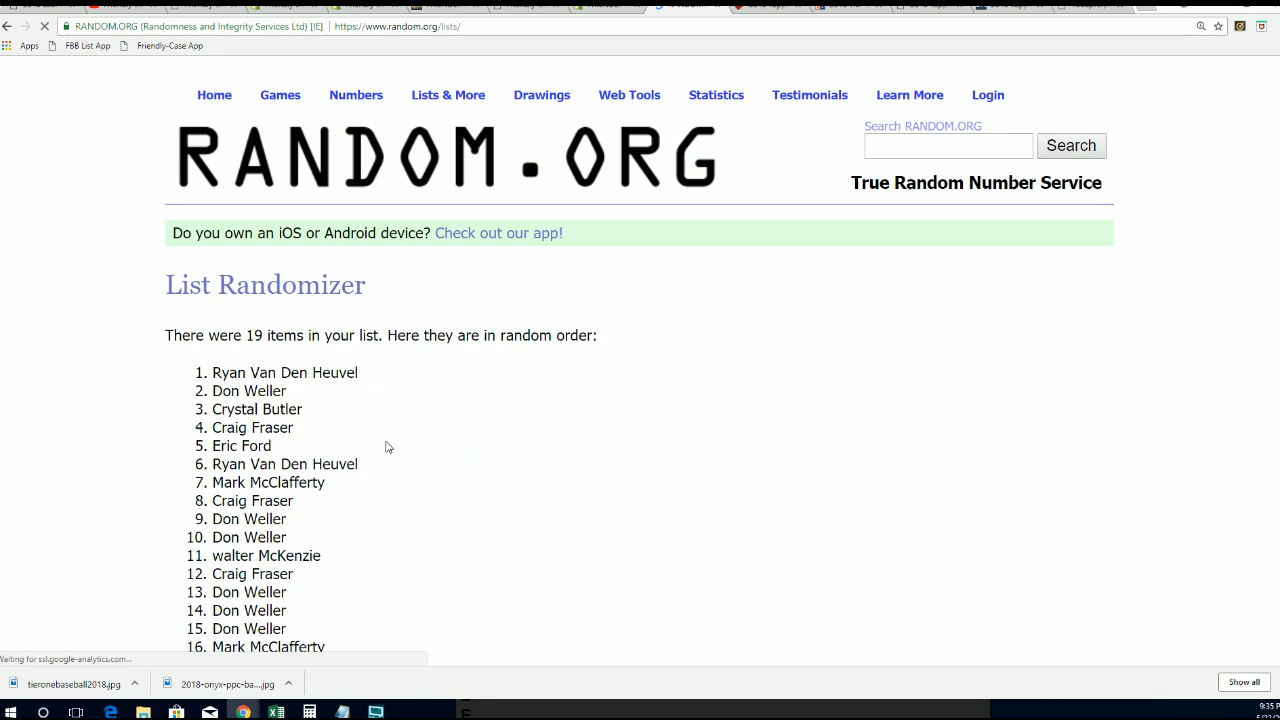 RANDOM.ORG (Randomness and Integrity Services Ltd) [IE] | https://www.random.org/lists/
Apps FBB List App Friendly-Case App
Home Games Numbers Lists & More Drawings Web Tools Statistics Testimonials Learn More Login
RANDOM.ORG
Search RANDOM.ORG
Search
True Random Number Service
Do you own an iOS or Android device? Check out our app!
List Randomizer
There were 19 items in your list. Here they are in random order:
1. Ryan Van Den Heuvel
2. Don Weller
3. Crystal Butler
4. Craig Fraser
5. Eric Ford
6. Ryan Van Den Heuvel
7. Mark McClafferty
8. Craig Fraser
9. Don Weller
10. Don Weller
11. walter McKenzie
12. Craig Fraser
13. Don Weller
14. Don Weller
15. Don Weller
16. Mark McClafferty
Waiting for ssl.google-analytics.com...
tieronebaseball2018.jpg 2018-onyx-ppc-ba....jpg Show all
9:35 PM